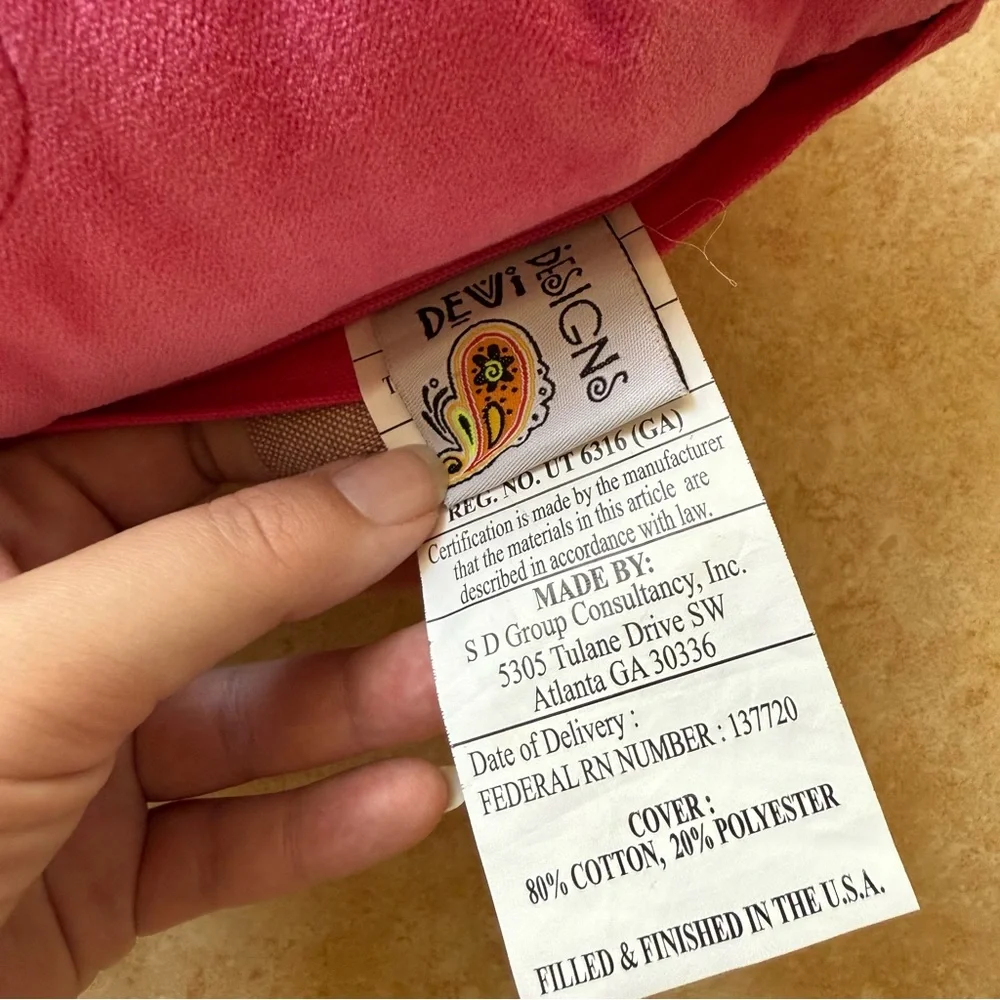 DEVi DESIGNS
REG. NO. UT 6316 (GA)
Certification is made by the manufacturer
that the materials in this article are
described in accordance with law.
MADE BY:
S D Group Consultancy, Inc.
5305 Tulane Drive SW
Atlanta GA 30336
Date of Delivery :
FEDERAL RN NUMBER : 137720
COVER :
80% COTTON, 20% POLYESTER
FILLED & FINISHED IN THE U.S.A.